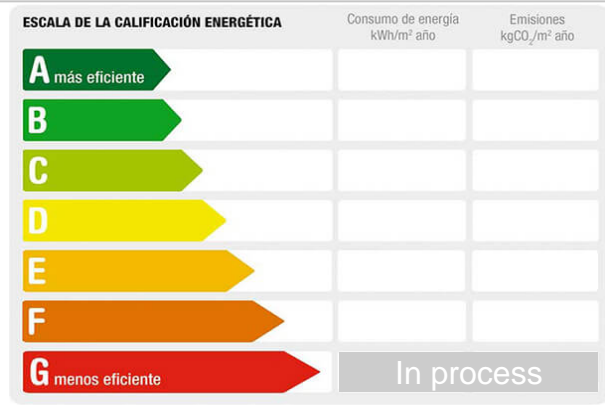 ESCALA DE LA CALIFICACIÓN ENERGÉTICA
Consumo de energía
kWh/m² año
Emisiones
kgCO₂/m² año
A más eficiente
B
C
D
E
F
G menos eficiente
In process